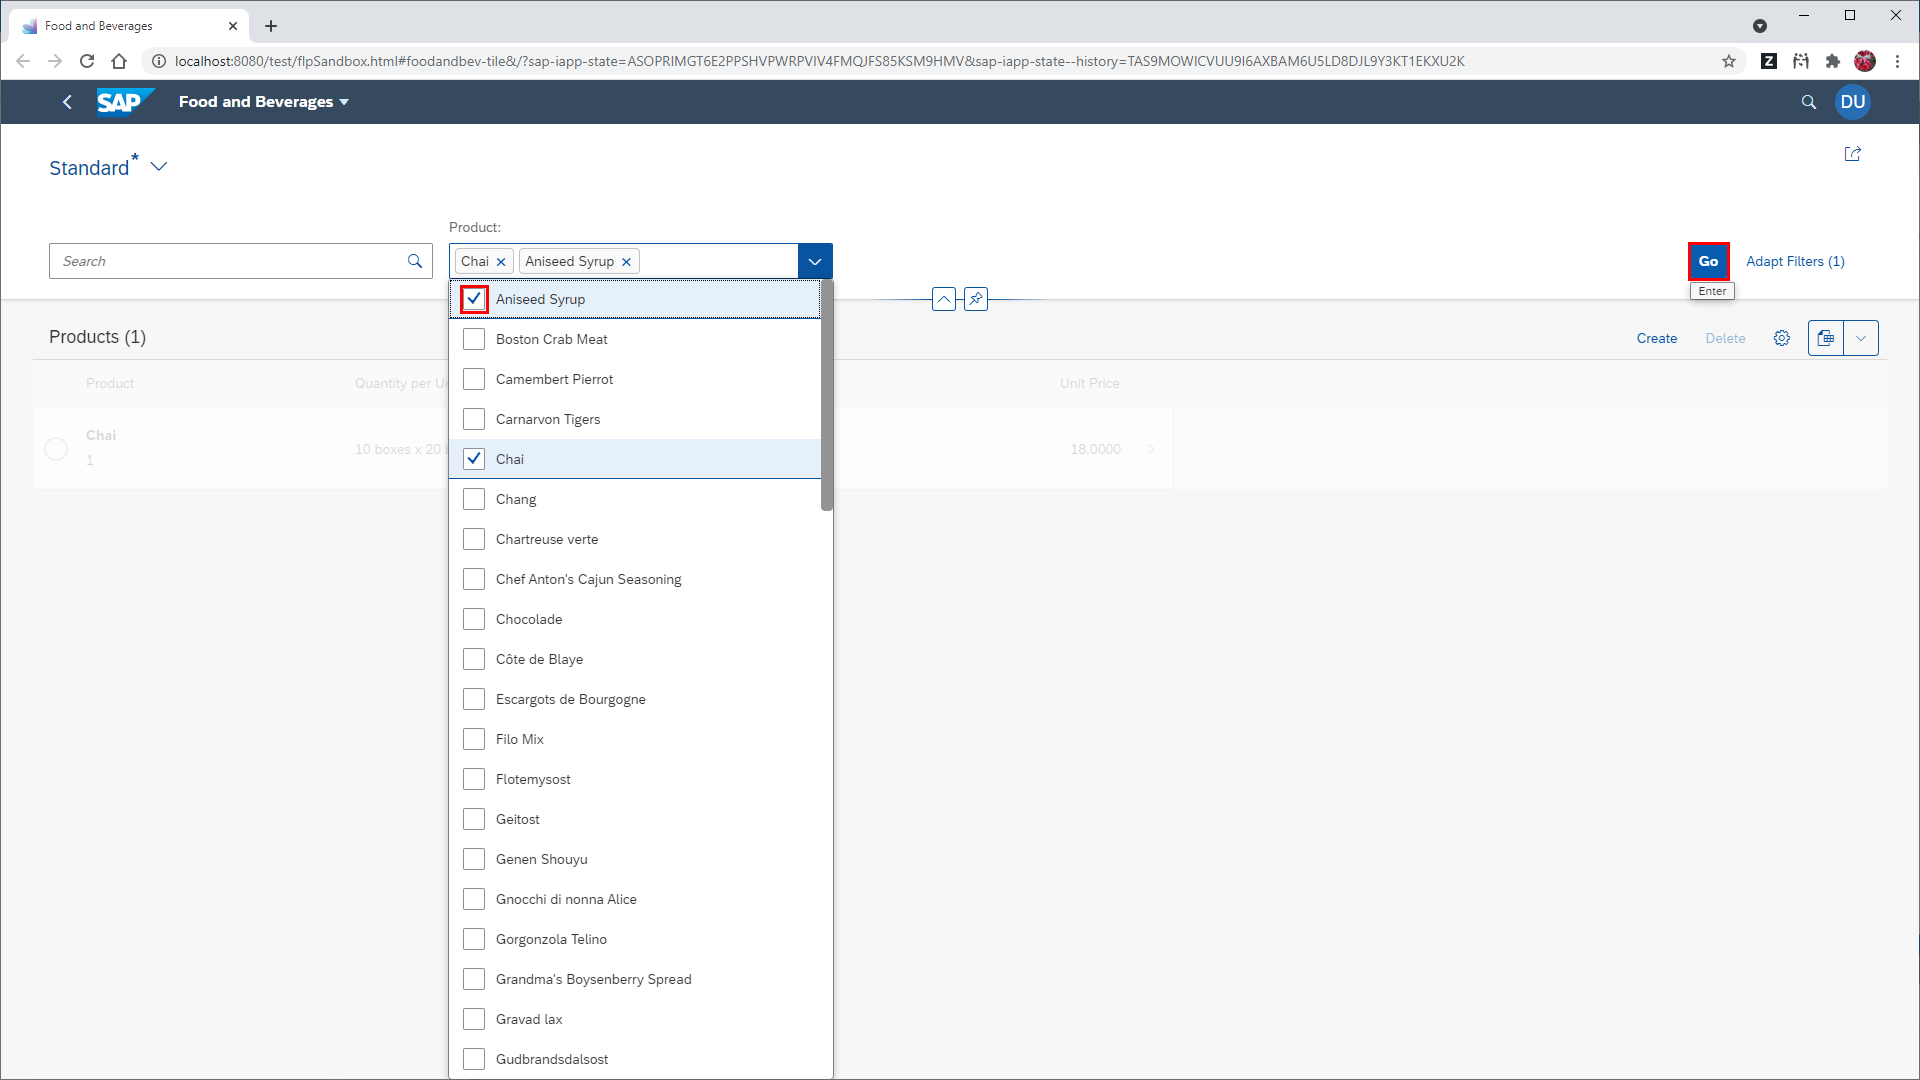 Food and Beverages
localhost:8080/test/flpSandbox.html#foodandbev-tile&/?sap-iapp-state=ASOPRIMGT6E2PPSHVPWRPVIV4FMQJFS85KSM9HMV&sap-iapp-state--history=TAS9MOWICVUU9I6AXBAM6U5LD8DJL9Y3KT1EKXU2K
Z
SAP Food and Beverages DU
Standard*
Product:
Search Chai Aniseed Syrup Go Adapt Filters (1)
Enter
Aniseed Syrup
Products (1) Boston Crab Meat Create Delete
Product Quantity per Un Camembert Pierrot Unit Price
Carnarvon Tigers
Chai
1
10 boxes x 20 b 18.0000
Chai
Chang
Chartreuse verte
Chef Anton's Cajun Seasoning
Chocolade
Côte de Blaye
Escargots de Bourgogne
Filo Mix
Flotemysost
Geitost
Genen Shouyu
Gnocchi di nonna Alice
Gorgonzola Telino
Grandma's Boysenberry Spread
Gravad lax
Gudbrandsdalsost